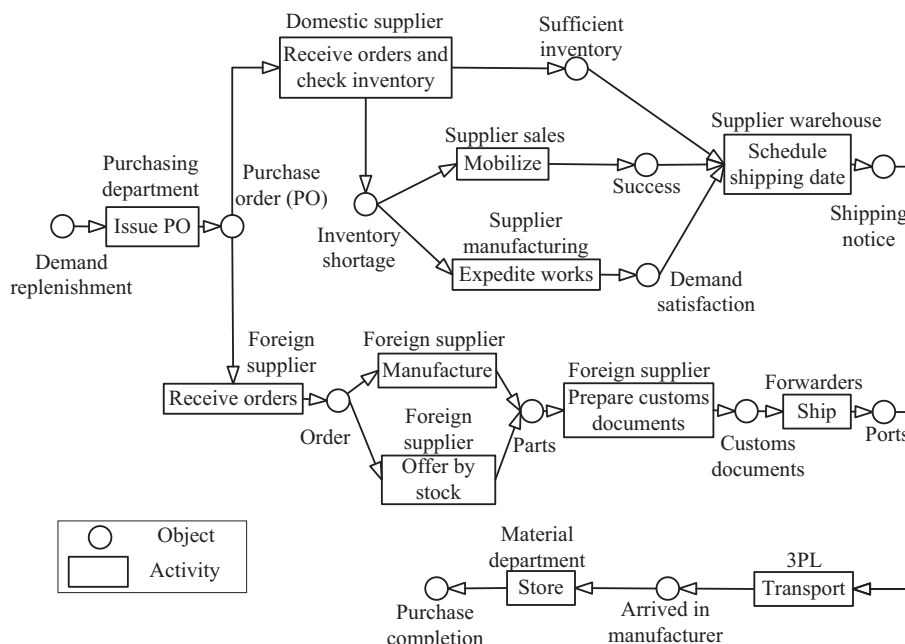 Domestic supplier
Receive orders and
check inventory
Sufficient
inventory
Supplier warehouse
Schedule
shipping date
Shipping
notice
Supplier sales
Mobilize
Success
Purchasing
department
Issue PO
Purchase
order (PO)
Demand
replenishment
Inventory
shortage
Supplier
manufacturing
Expedite works
Demand
satisfaction
Foreign
supplier
Receive orders
Order
Foreign supplier
Manufacture
Foreign
supplier
Offer by
stock
Parts
Foreign supplier
Prepare customs
documents
Customs
documents
Forwarders
Ship
Ports
Object
Activity
Material
department
Store
Purchase
completion
Arrived in
manufacturer
3PL
Transport